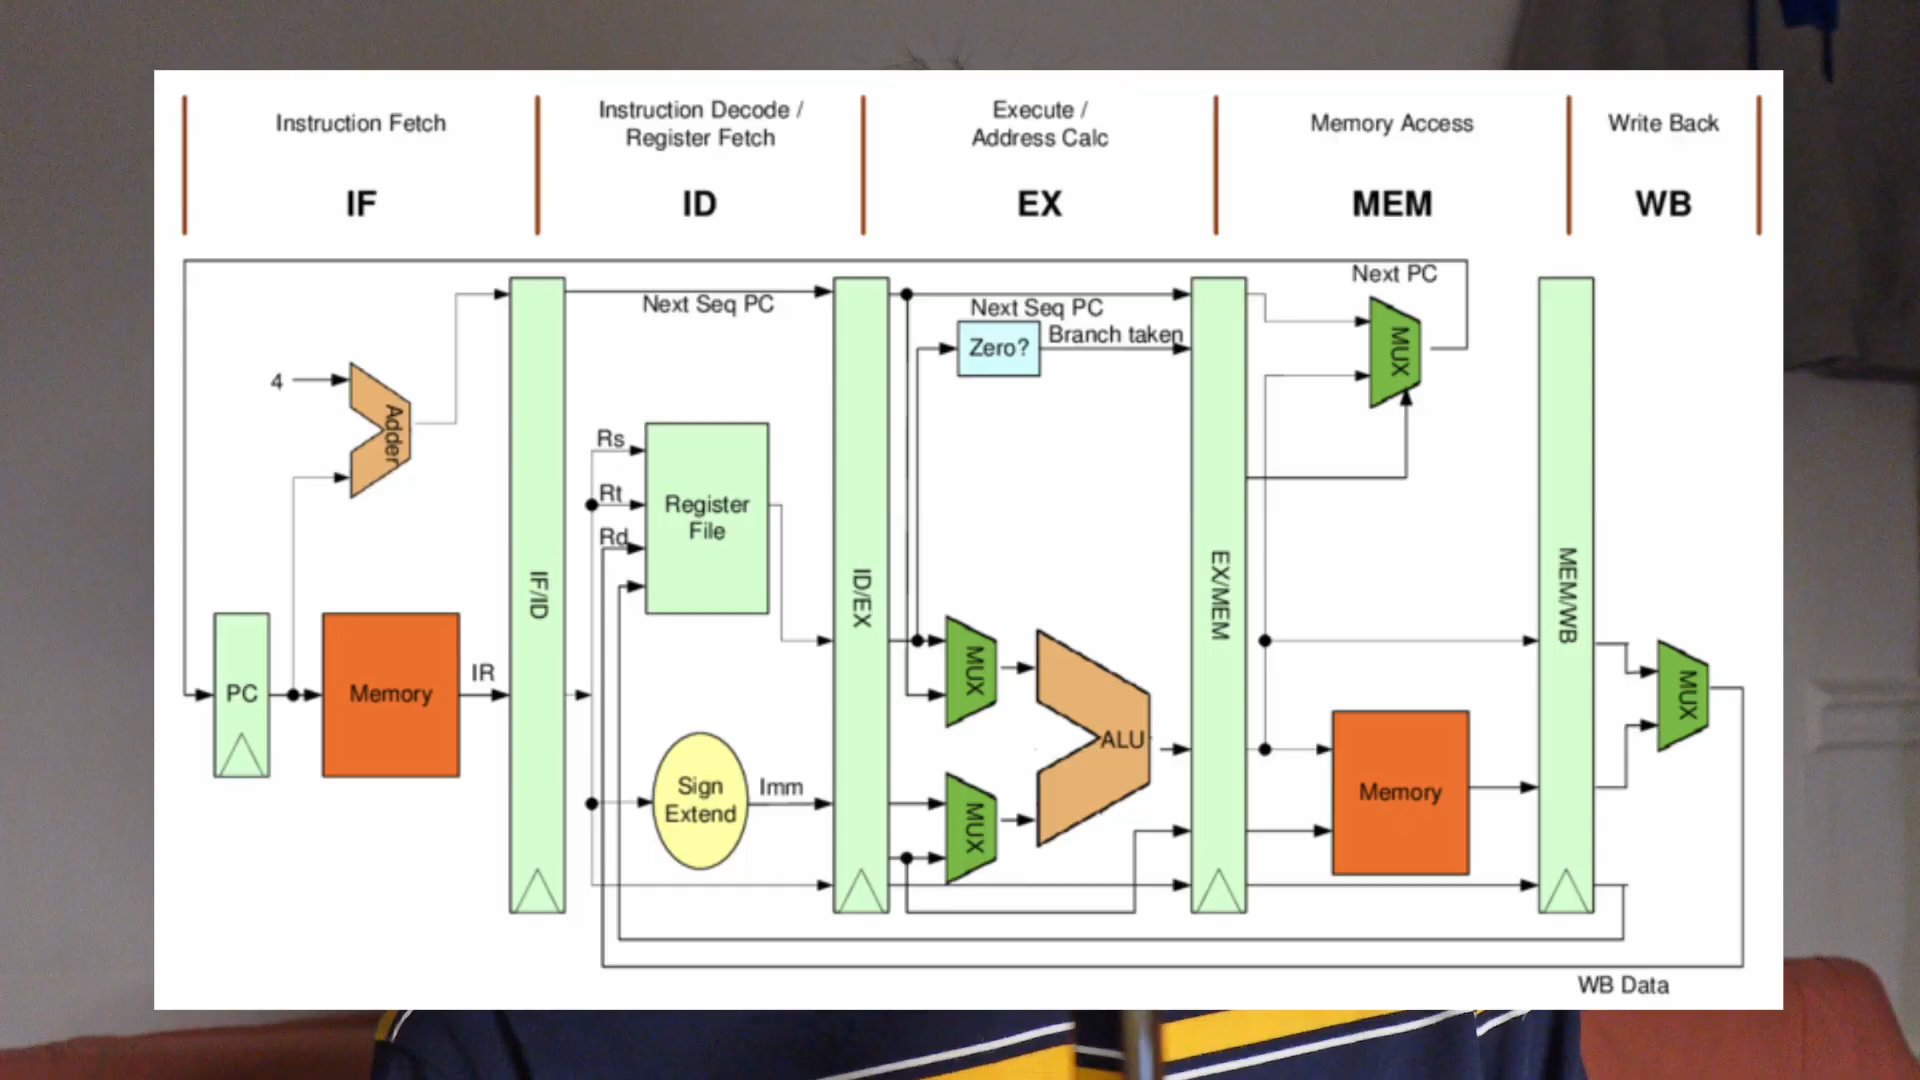 Instruction Fetch
IF
Instruction Decode /
Register Fetch
ID
Execute /
Address Calc
EX
Memory Access
MEM
Write Back
WB
Next PC
MUX
Next Seq PC
Next Seq PC
Zero?
Branch taken
4
Adder
Rs
Rt
Rd
Register
File
IF/ID
ID/EX
EX/MEM
MEM/WB
PC
Memory
IR
MUX
ALU
MUX
Sign
Extend
Imm
MUX
Memory
WB Data